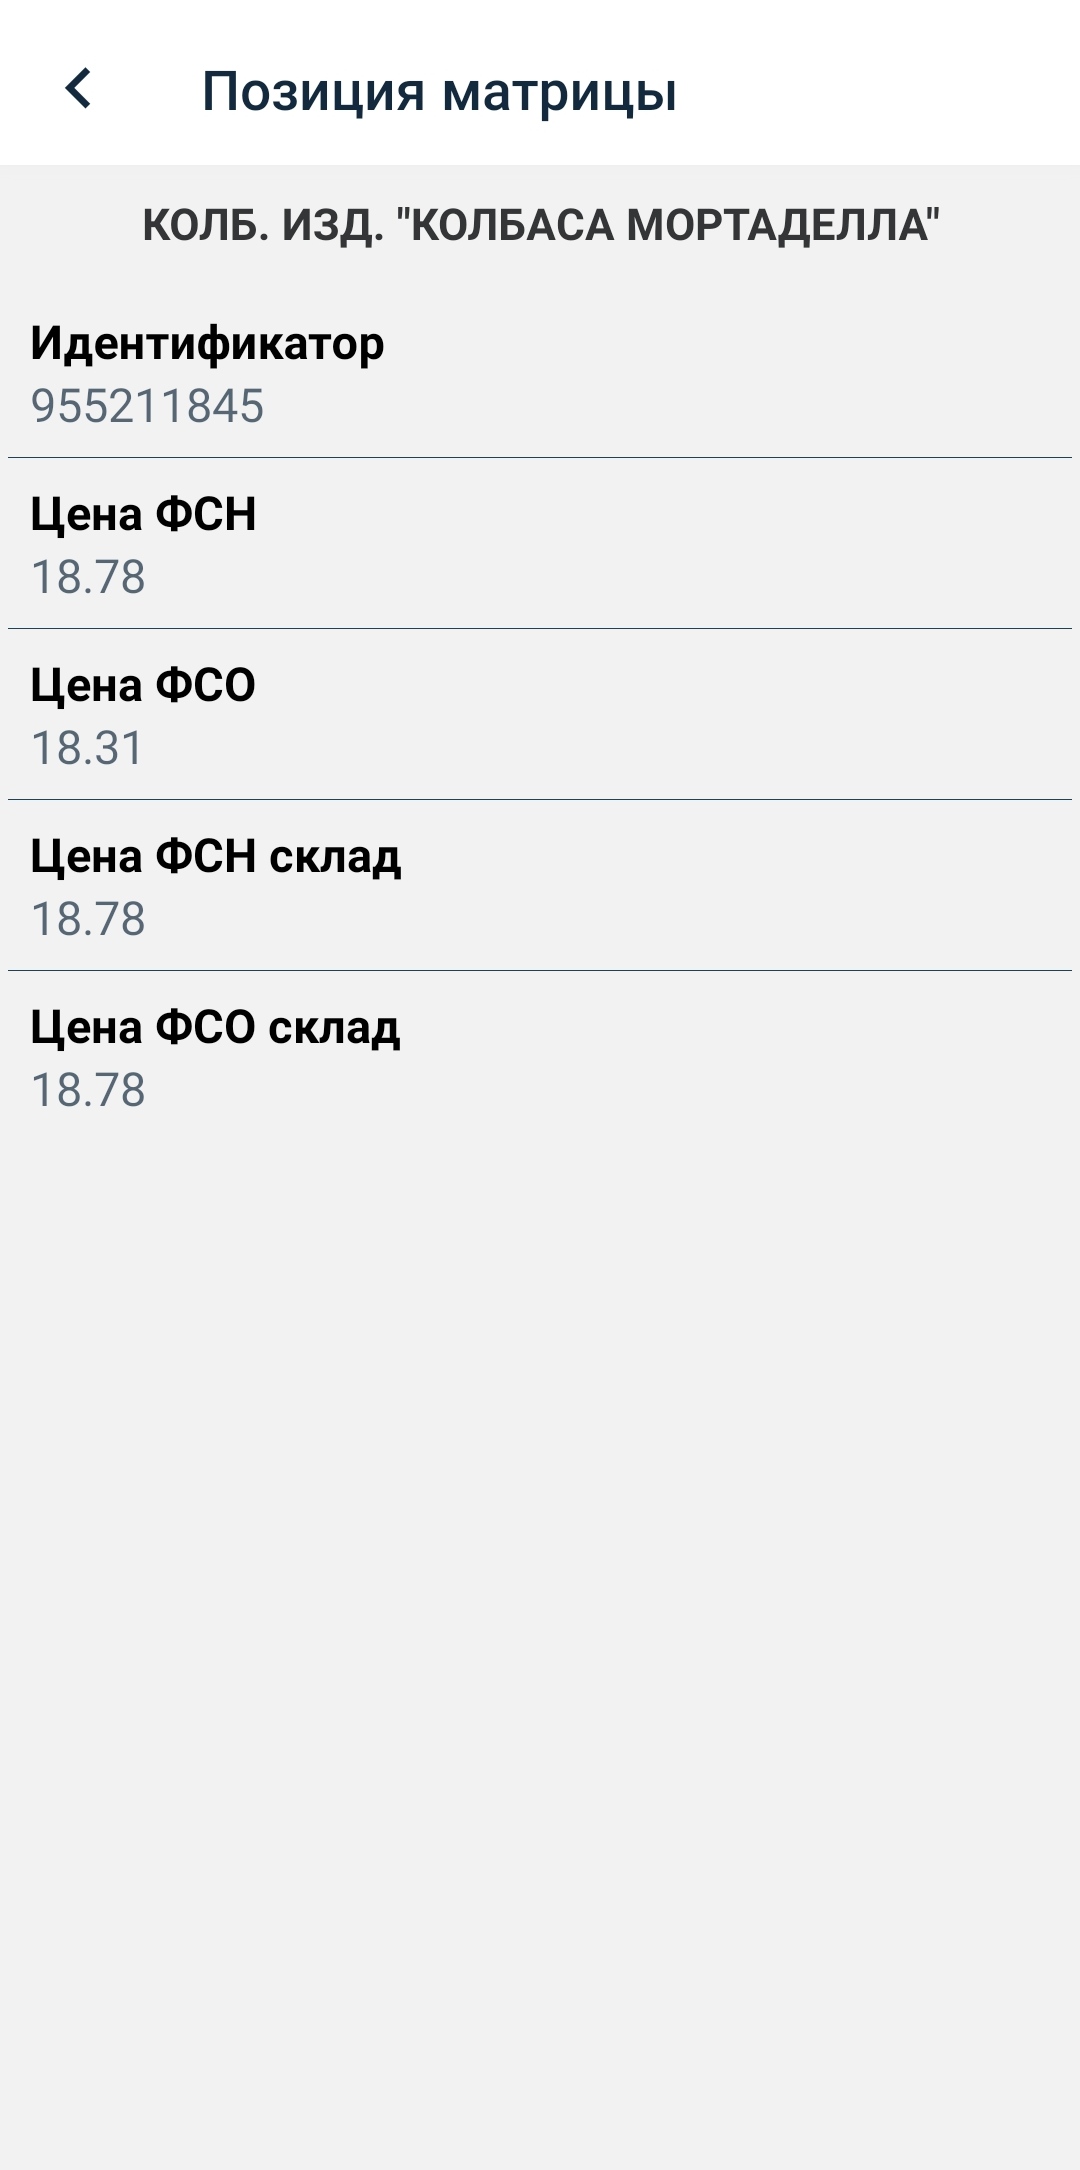 Позиция матрицы
КОЛБ. ИЗД. "КОЛБАСА МОРТАДЕЛЛА"
Идентификатор
955211845
Цена ФСН
18.78
Цена ФСО
18.31
Цена ФСН склад
18.78
Цена ФСО склад
18.78